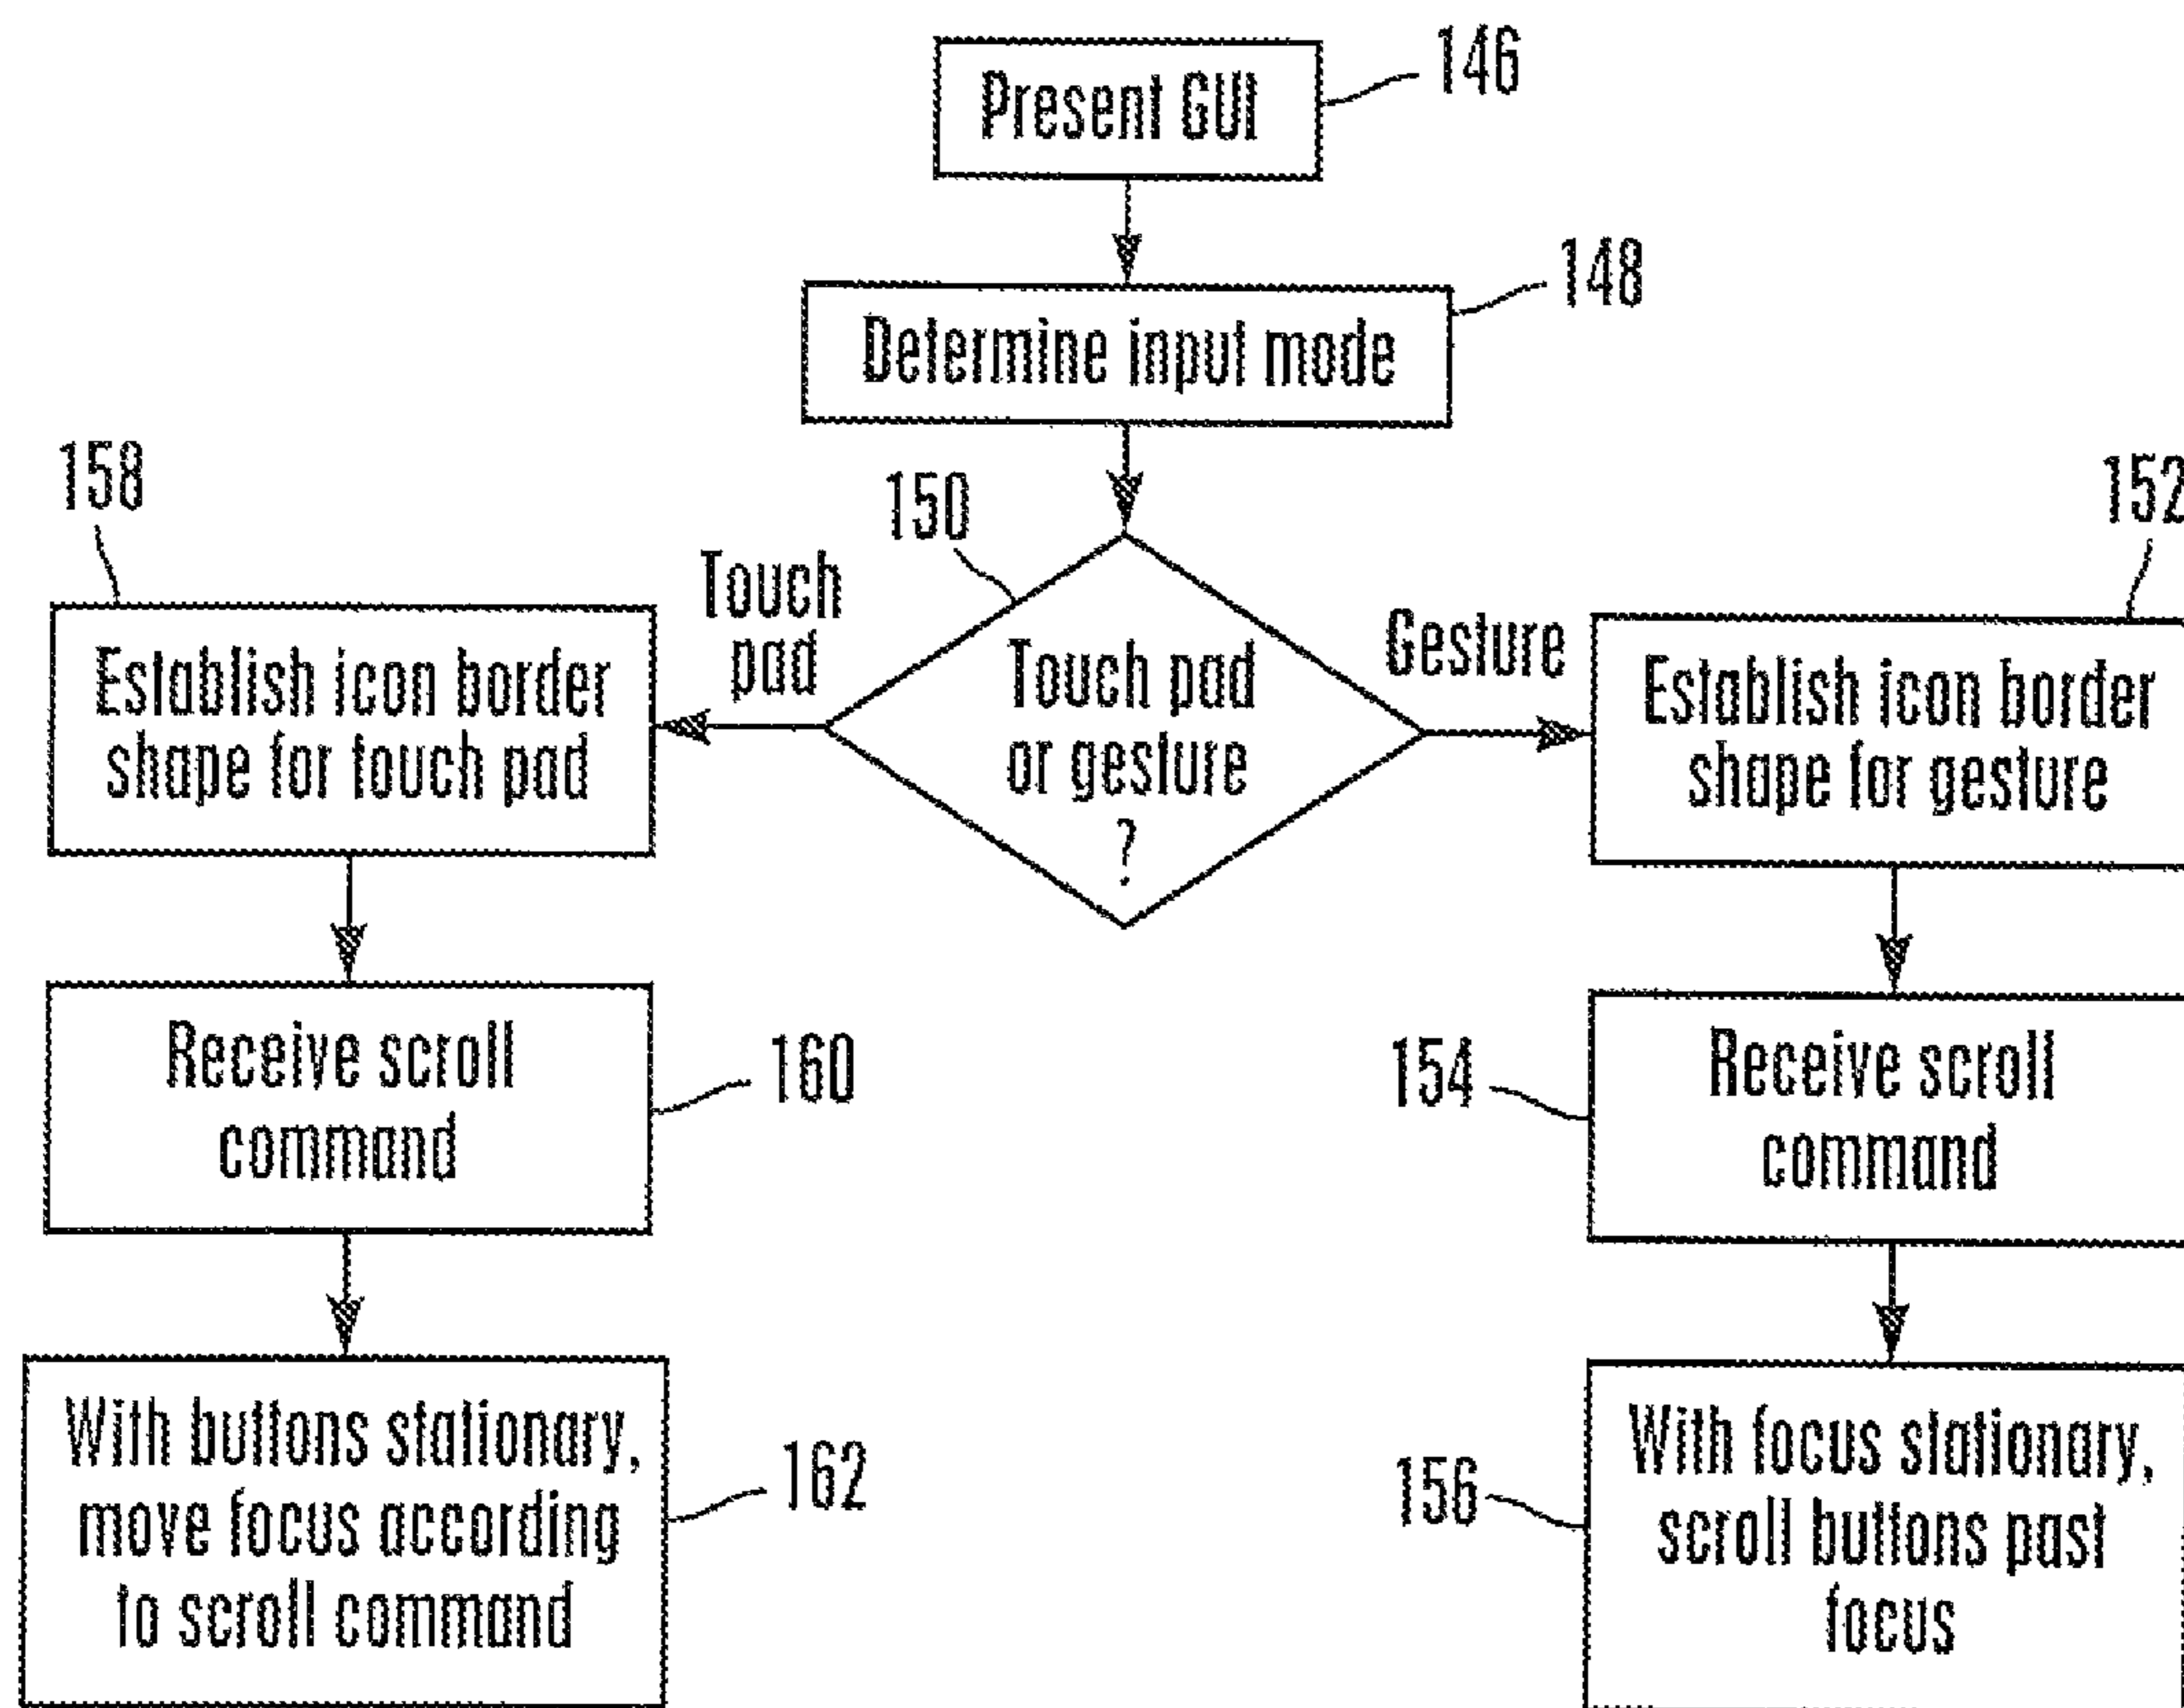 146
Present GUI
148
Determine input mode
158
150
152
Touch
pad
Gesture
Establish icon border
shape for touch pad
Touch pad
or gesture
?
Establish icon border
shape for gesture
Receive scroll
command
160
154
Receive scroll
command
With buttons stationary,
move focus according
to scroll command
162
156
With focus stationary,
scroll buttons past
focus